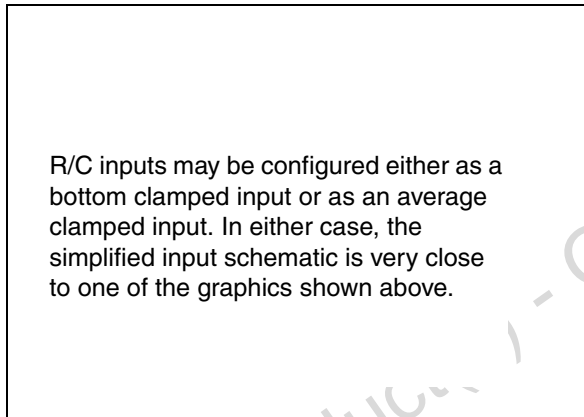 R/C inputs may be configured either as a
bottom clamped input or as an average
clamped input. In either case, the
simplified input schematic is very close
to one of the graphics shown above.